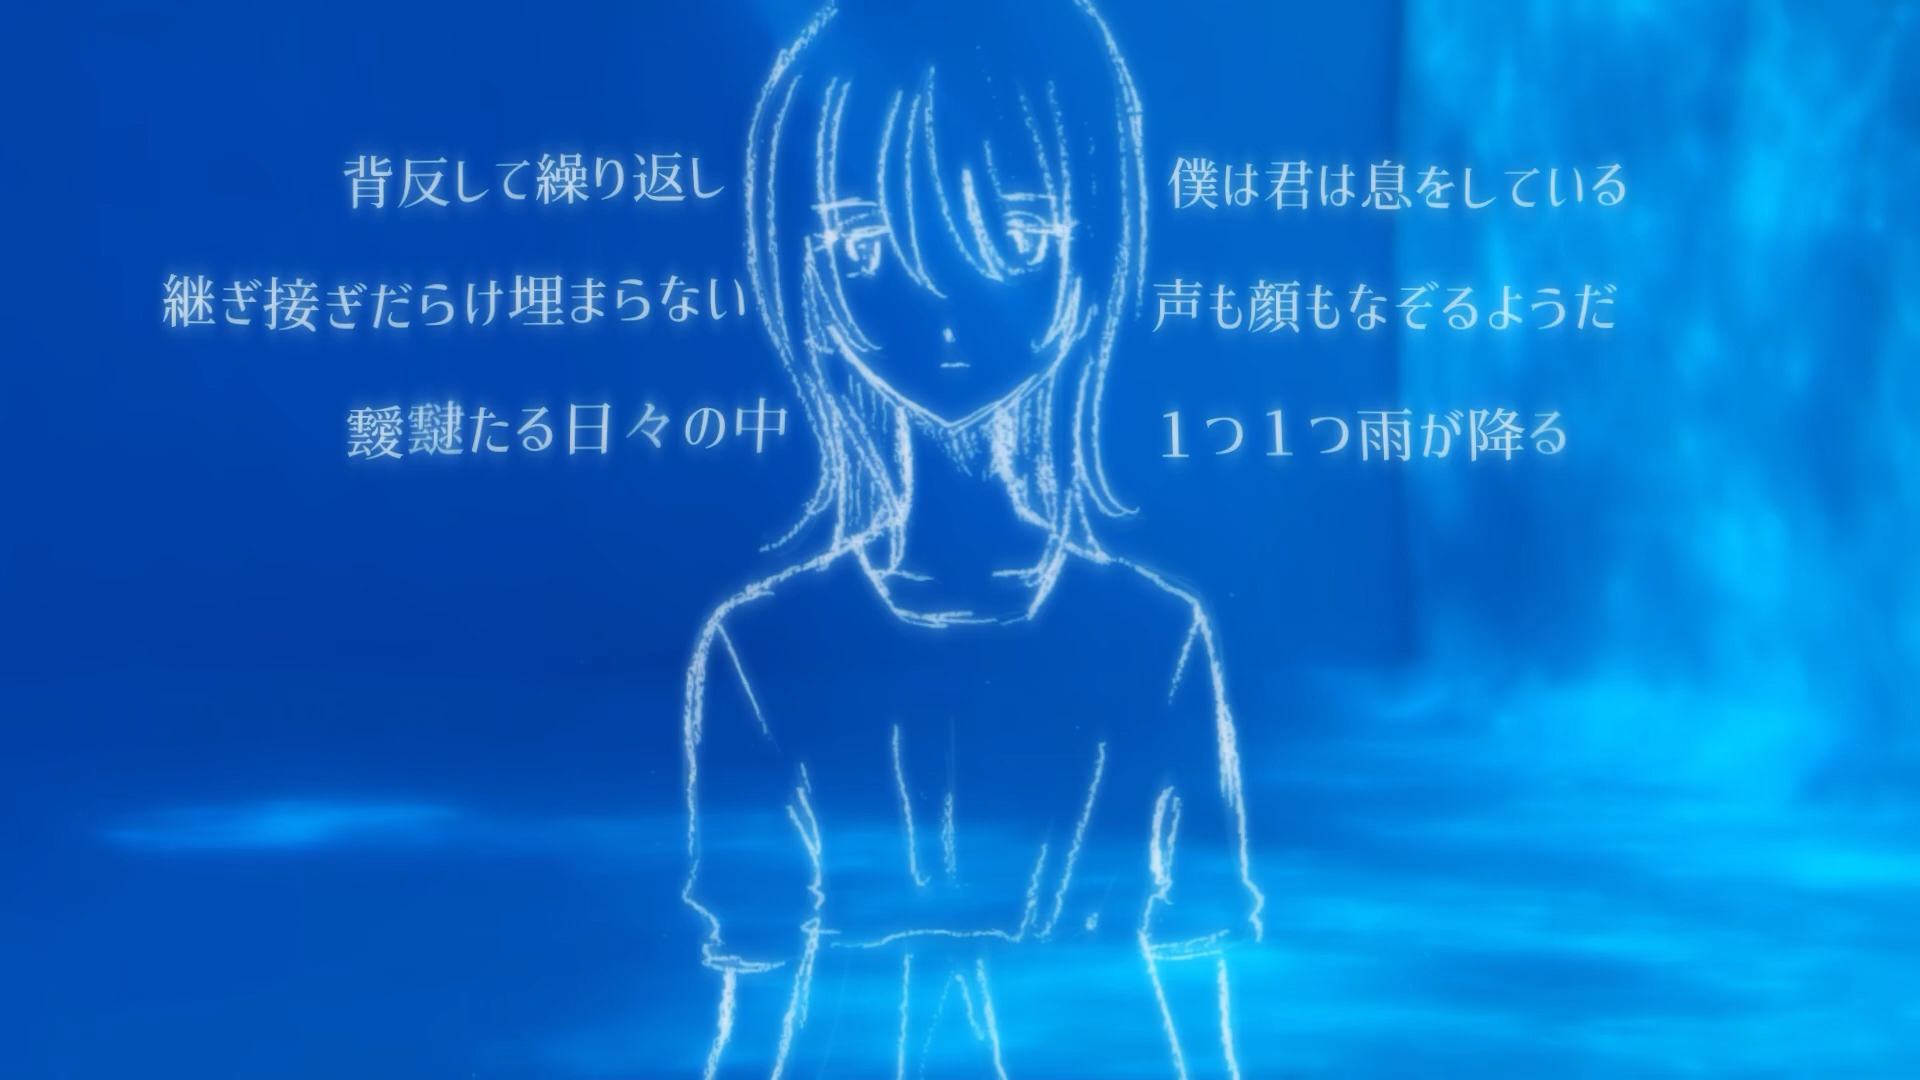 背反して繰り返し
継ぎ接ぎだらけ埋まらない
靉靆たる日々の中
僕は君は息をしている
声も顔もなぞるようだ
1つ1つ雨が降る